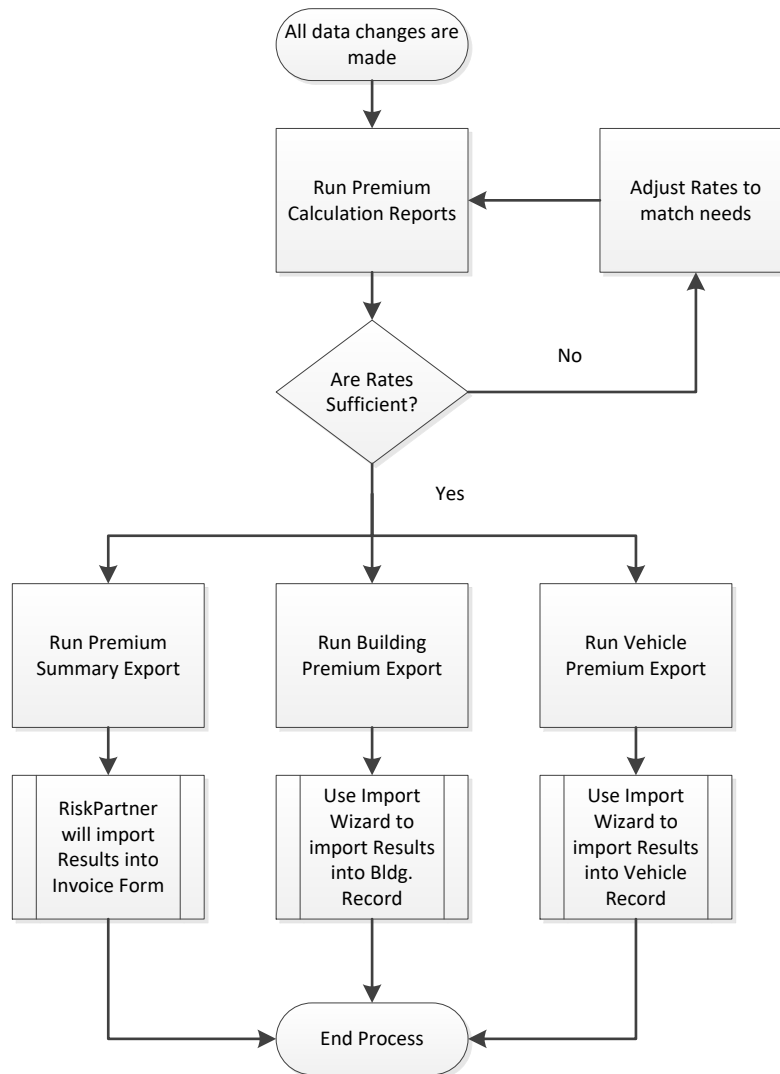 All data changes are
made
Run Premium
Calculation Reports
Adjust Rates to
match needs
Are Rates
Sufficient?
No
Yes
Run Premium
Summary Export
Run Building
Premium Export
Run Vehicle
Premium Export
RiskPartner
will import
Results into
Invoice Form
Use Import
Wizard to
import Results
into Bldg.
Record
Use Import
Wizard to
import Results
into Vehicle
Record
End Process